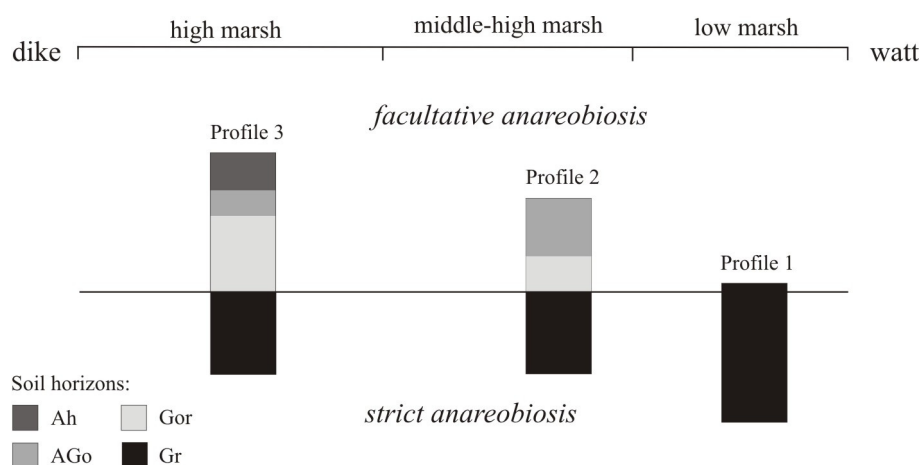 high marsh
middle-high marsh
low marsh
dike
watt
facultative anareobiosis
Profile 3
Profile 2
Profile 1
Soil horizons:
Ah
Gor
AGo
Gr
strict anareobiosis